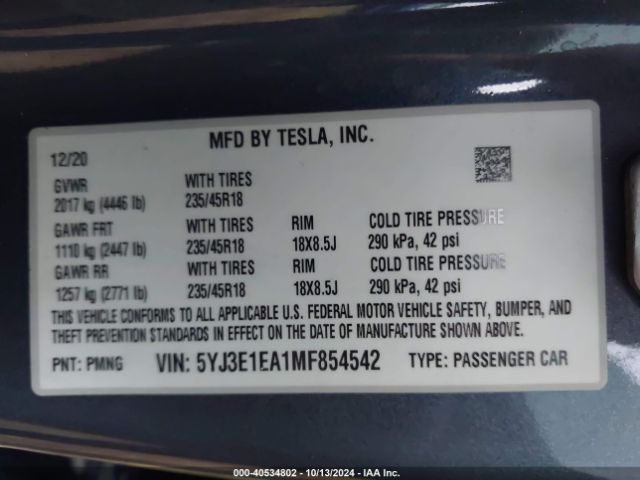 MFD BY TESLA, INC.
12/20
GVWR WITH TIRES
2017 kg (4446 lb) 235/45R18
GAWR FRT WITH TIRES RIM COLD TIRE PRESSURE
1110 kg (2447 lb) 235/45R18 18X8.5J 290 kPa, 42 psi
GAWR RR WITH TIRES RIM COLD TIRE PRESSURE
1257 kg (2771 lb) 235/45R18 18X8.5J 290 kPa, 42 psi
THIS VEHICLE CONFORMS TO ALL APPLICABLE U.S. FEDERAL MOTOR VEHICLE SAFETY, BUMPER, AND
THEFT PREVENTION STANDARDS IN EFFECT ON THE DATE OF MANUFACTURE SHOWN ABOVE.
PNT: PMNG VIN: 5YJ3E1EA1MF854542 TYPE: PASSENGER CAR
000-40534802 - 10/13/2024 - IAA Inc.